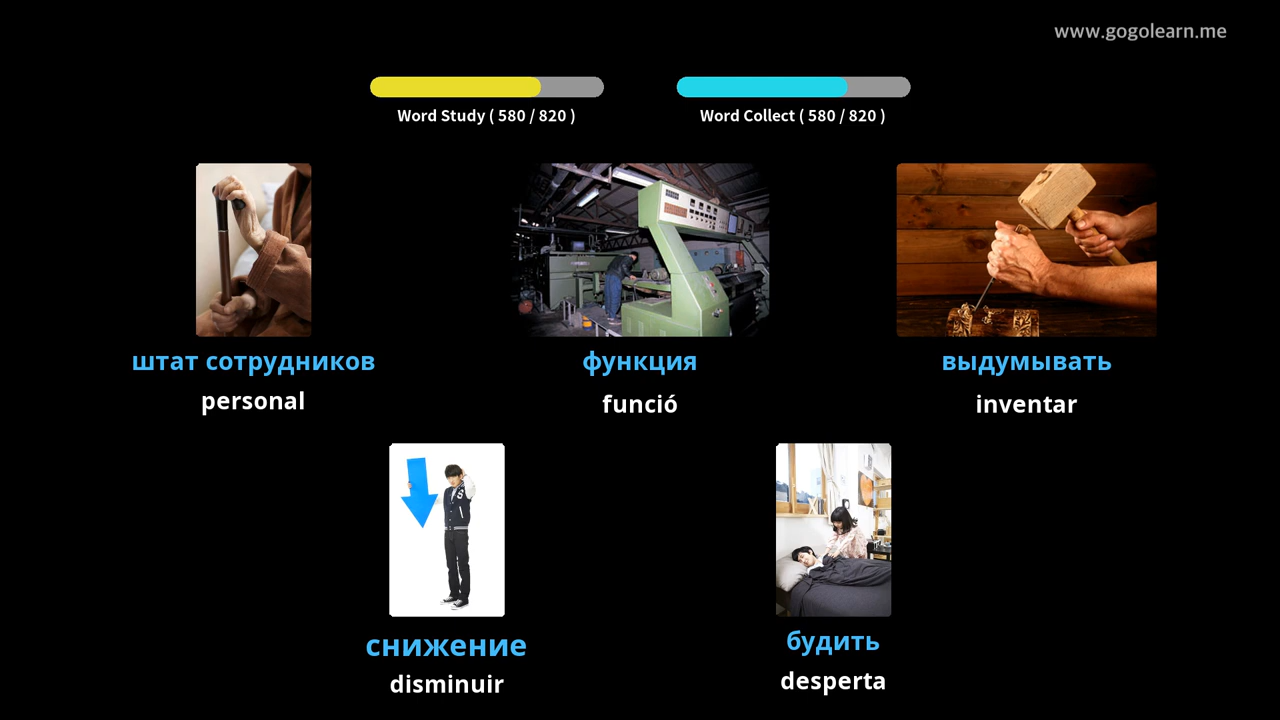 www.gogolearn.me
Word Study ( 580 / 820 )
Word Collect ( 580 / 820 )
штат сотрудников
personal
функция
funció
выдумывать
inventar
снижение
disminuir
будить
desperta